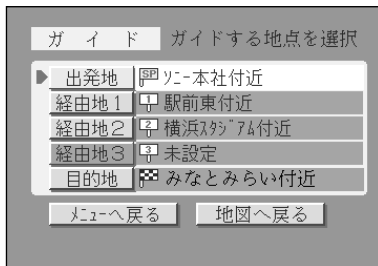 ガイド ガイドする地点を選択
出発地 SP ソニー本社付近
経由地1 1 駅前東付近
経由地2 2 横浜スタジアム付近
経由地3 3 未設定
目的地 みなとみらい付近
メニューへ戻る 地図へ戻る